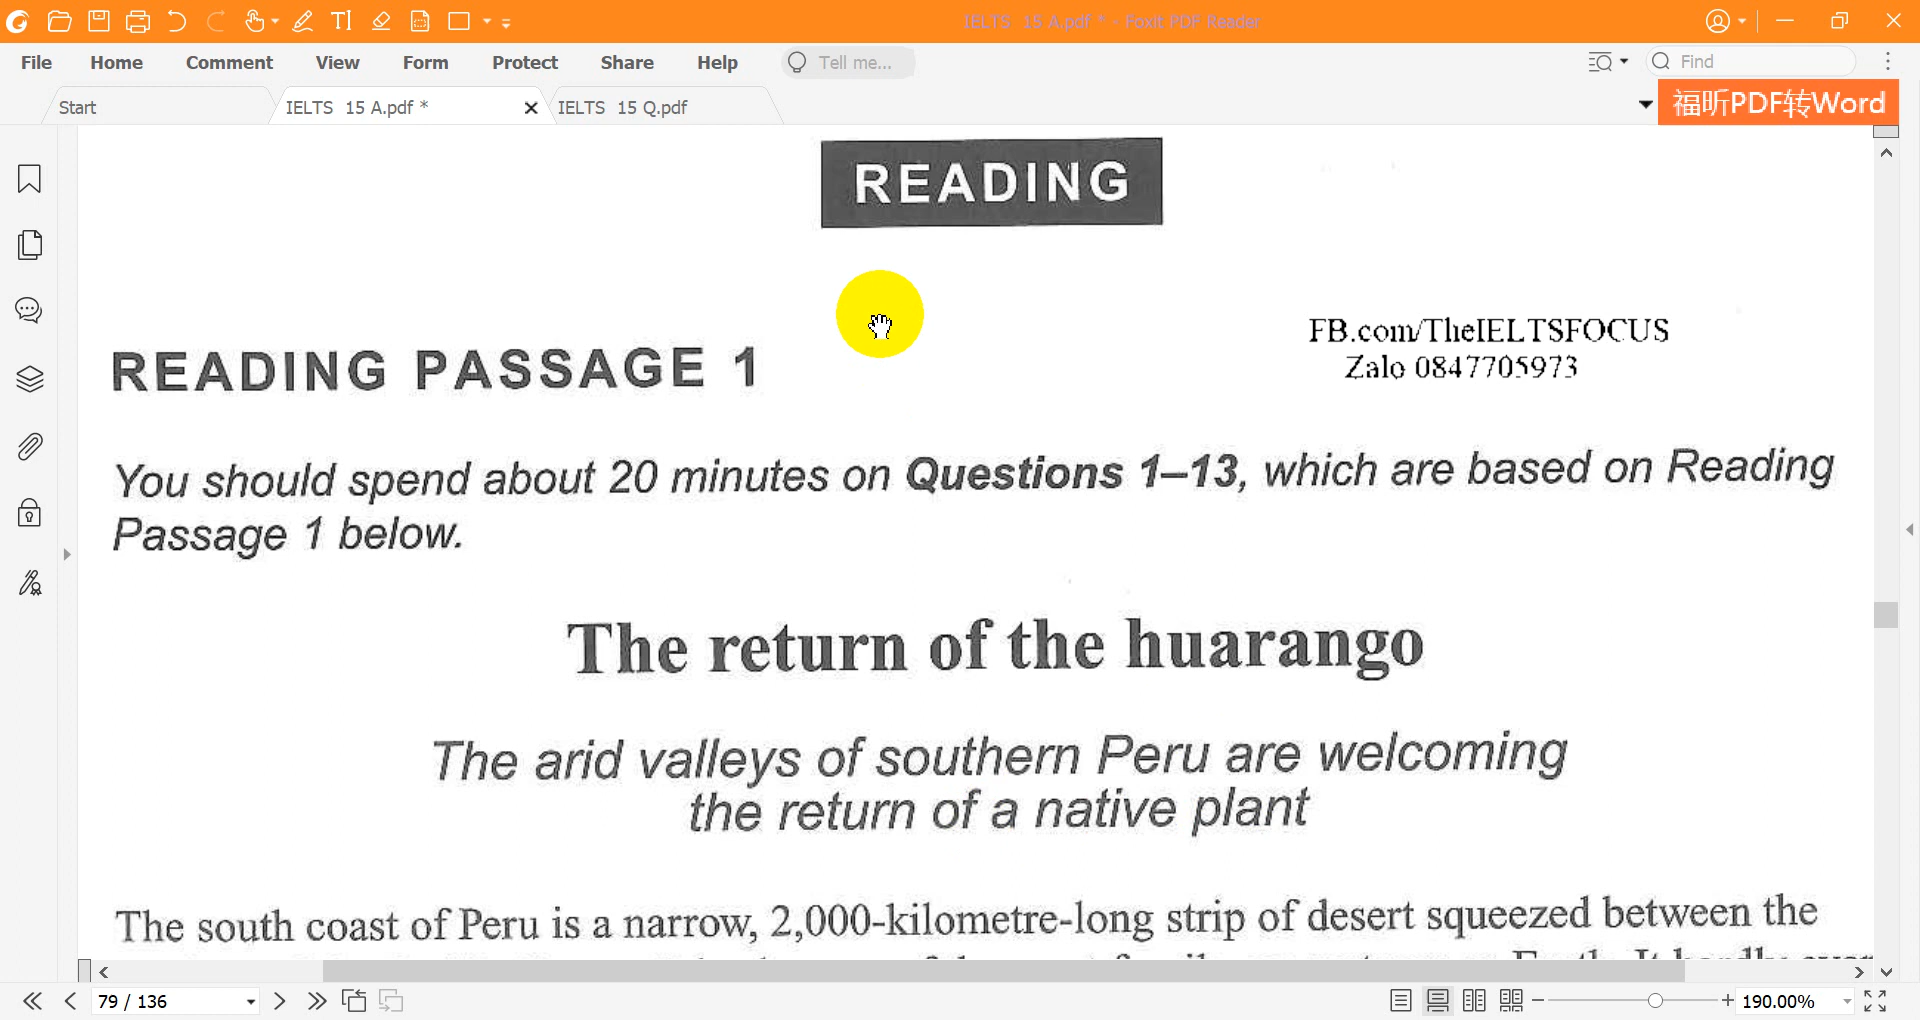 IELTS 15 A.pdf * - Foxit PDF Reader
File Home Comment View Form Protect Share Help Tell me... Find
Start IELTS 15 A.pdf * IELTS 15 Q.pdf 福昕PDF转Word
READING
FB.com/TheIELTSFOCUS
Zalo 0847705973
READING PASSAGE 1
You should spend about 20 minutes on Questions 1–13, which are based on Reading
Passage 1 below.
The return of the huarango
The arid valleys of southern Peru are welcoming
the return of a native plant
The south coast of Peru is a narrow, 2,000-kilometre-long strip of desert squeezed between the
79 / 136 190.00%